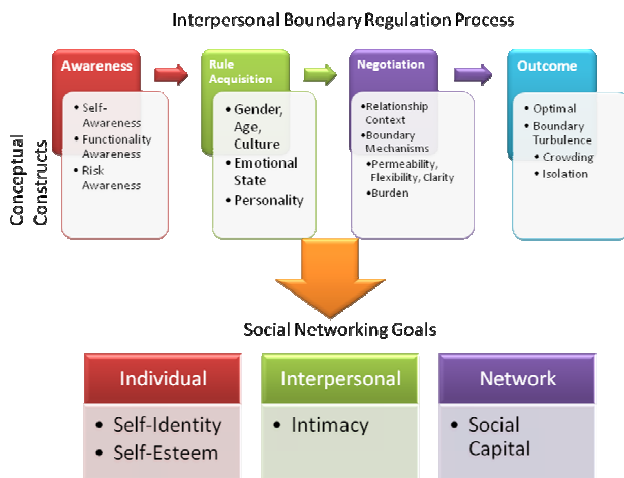 Interpersonal Boundary Regulation Process
Conceptual
Constructs
Awareness
• Self-
Awareness
• Functionality
Awareness
• Risk
Awareness
Rule
Acquisition
• Gender,
Age,
Culture
• Emotional
State
• Personality
Negotiation
•Relationship
Context
•Boundary
Mechanisms
•Permeability,
Flexibility, Clarity
•Burden
Outcome
• Optimal
• Boundary
Turbulence
• Crowding
• Isolation
Social Networking Goals
Individual
• Self-Identity
• Self-Esteem
Interpersonal
• Intimacy
Network
• Social
Capital